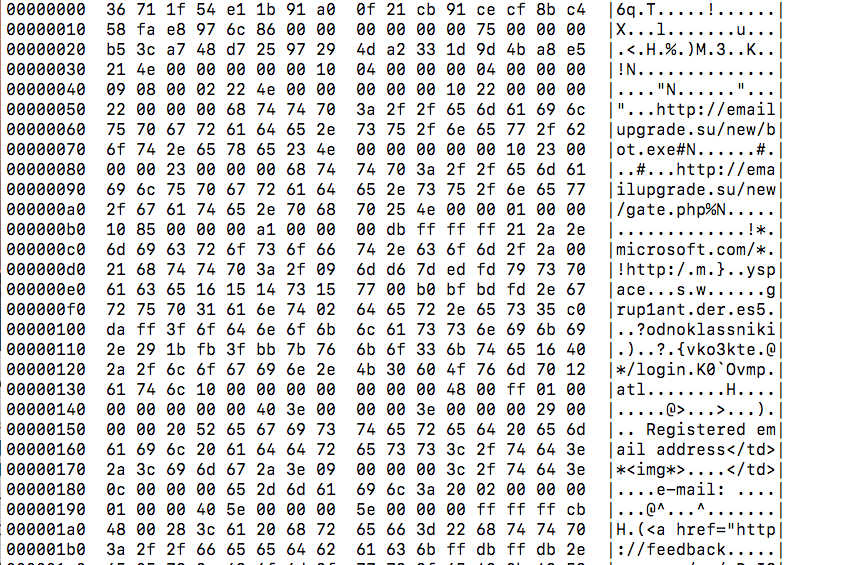 00000000 36 71 1f 54 e1 1b 91 a0 0f 21 cb 91 ce cf 8b c4 |6q.T.....!......|
00000010 58 fa e8 97 6c 86 00 00 00 00 00 00 75 00 00 00 |X...l.......u...|
00000020 b5 3c a7 48 d7 25 97 29 4d a2 33 1d 9d 4b a8 e5 |.<.H.%.)M.3..K..|
00000030 21 4e 00 00 00 00 00 10 04 00 00 00 04 00 00 00 |!N..............|
00000040 09 08 00 02 22 4e 00 00 00 00 00 10 22 00 00 00 |...."N......"...|
00000050 22 00 00 00 68 74 74 70 3a 2f 2f 65 6d 61 69 6c |"...http://email|
00000060 75 70 67 72 61 64 65 2e 73 75 2f 6e 65 77 2f 62 |upgrade.su/new/b|
00000070 6f 74 2e 65 78 65 23 4e 00 00 00 00 00 10 23 00 |ot.exe#N......#.|
00000080 00 00 23 00 00 00 68 74 74 70 3a 2f 2f 65 6d 61 |..#...http://ema|
00000090 69 6c 75 70 67 72 61 64 65 2e 73 75 2f 6e 65 77 |ilupgrade.su/new|
000000a0 2f 67 61 74 65 2e 70 68 70 25 4e 00 00 01 00 00 |/gate.php%N.....|
000000b0 10 85 00 00 00 a1 00 00 00 db ff ff ff 21 2a 2e |.............!*.|
000000c0 6d 69 63 72 6f 73 6f 66 74 2e 63 6f 6d 2f 2a 00 |microsoft.com/*.|
000000d0 21 68 74 74 70 3a 2f 09 6d d6 7d ed fd 79 73 70 |!http:/.m.}..ysp|
000000e0 61 63 65 16 15 14 73 15 77 00 b0 bf bd fd 2e 67 |ace...s.w......g|
000000f0 72 75 70 31 61 6e 74 02 64 65 72 2e 65 73 35 c0 |rup1ant.der.es5.|
00000100 da ff 3f 6f 64 6e 6f 6b 6c 61 73 73 6e 69 6b 69 |..?odnoklassniki|
00000110 2e 29 1b fb 3f bb 7b 76 6b 6f 33 6b 74 65 16 40 |.)..?.{vko3kte.@|
00000120 2a 2f 6c 6f 67 69 6e 2e 4b 30 60 4f 76 6d 70 12 |*/login.K0`Ovmp.|
00000130 61 74 6c 10 00 00 00 00 00 00 00 48 00 ff 01 00 |atl........H....|
00000140 00 00 00 00 00 40 3e 00 00 00 3e 00 00 00 29 00 |.....@>...>...).|
00000150 00 00 20 52 65 67 69 73 74 65 72 65 64 20 65 6d |.. Registered em|
00000160 61 69 6c 20 61 64 64 72 65 73 73 3c 2f 74 64 3e |ail address</td>|
00000170 2a 3c 69 6d 67 2a 3e 09 00 00 00 3c 2f 74 64 3e |*<img*>....</td>|
00000180 0c 00 00 00 65 2d 6d 61 69 6c 3a 20 02 00 00 00 |....e-mail: ....|
00000190 01 00 00 40 5e 00 00 00 5e 00 00 00 ff ff ff cb |...@^...^.......|
000001a0 48 00 28 3c 61 20 68 72 65 66 3d 22 68 74 74 70 |H.(<a href="http|
000001b0 3a 2f 2f 66 65 65 64 62 61 63 6b ff db ff db 2e |://feedback.....|